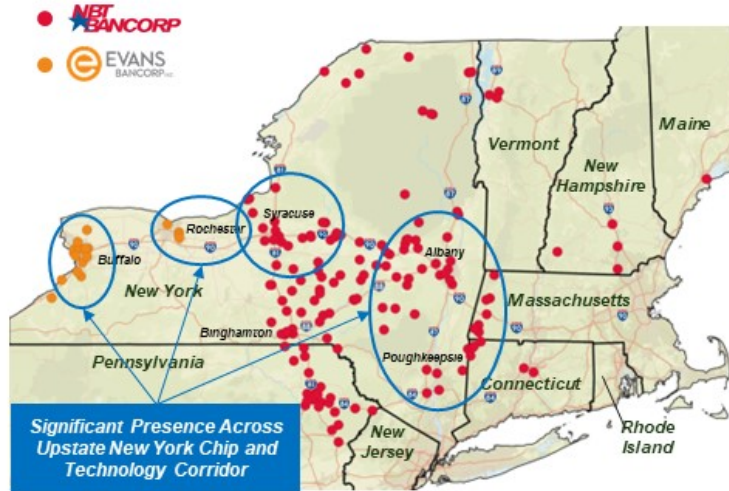 NBT
BANCORP
e EVANS
BANCORP INC
Maine
Vermont
New
Hampshire
Syracuse
Rochester
Buffalo
Albany
New York
Massachusetts
Binghamton
Poughkeepsie
Pennsylvania
Connecticut
Significant Presence Across
Upstate New York Chip and
Technology Corridor
New
Jersey
Rhode
Island